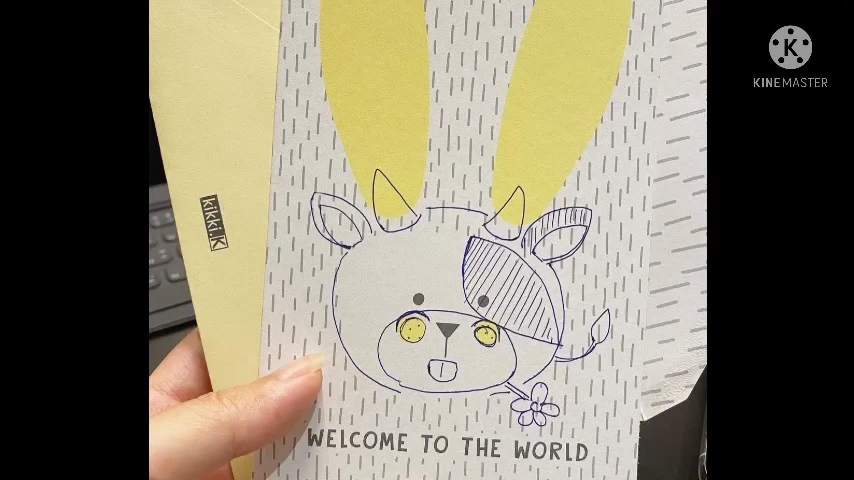 K
KINEMASTER
kikki.K
WELCOME TO THE WORLD